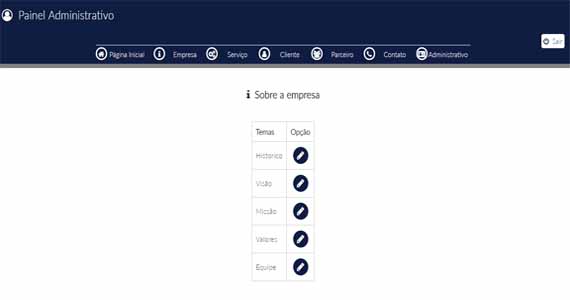 Painel Administrativo
Sair
Página Inicial Empresa Serviço Cliente Parceiro Contato Administrativo
Sobre a empresa
Temas Opção
Histórico
Visão
Missão
Valores
Equipe